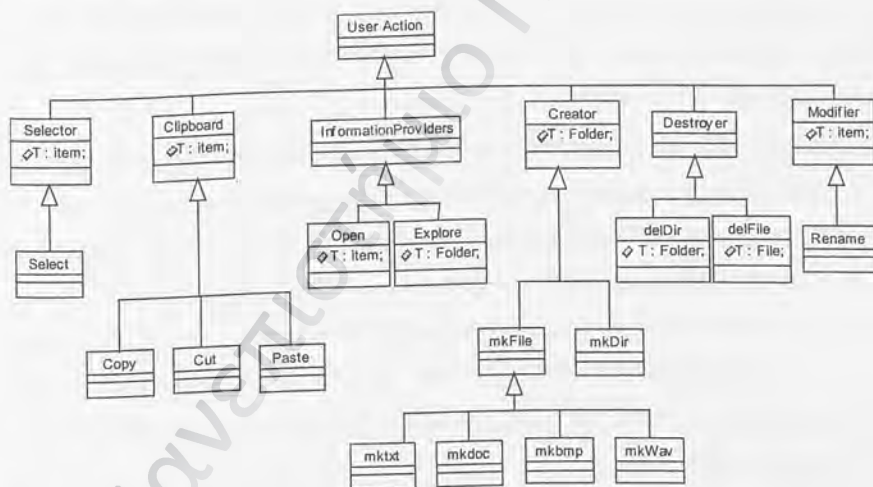 User Action
Selector
T : item;
Clipboard
T : item;
InformationProviders
Creator
T : Folder;
Destroyer
Modifier
T : item;
Select
Open
T : Item;
Explore
T : Folder;
delDir
T : Folder;
delFile
T : File;
Rename
Copy
Cut
Paste
mkFile
mkDir
mktxt
mkdoc
mkbmp
mkWav
πανεπιστήμιο